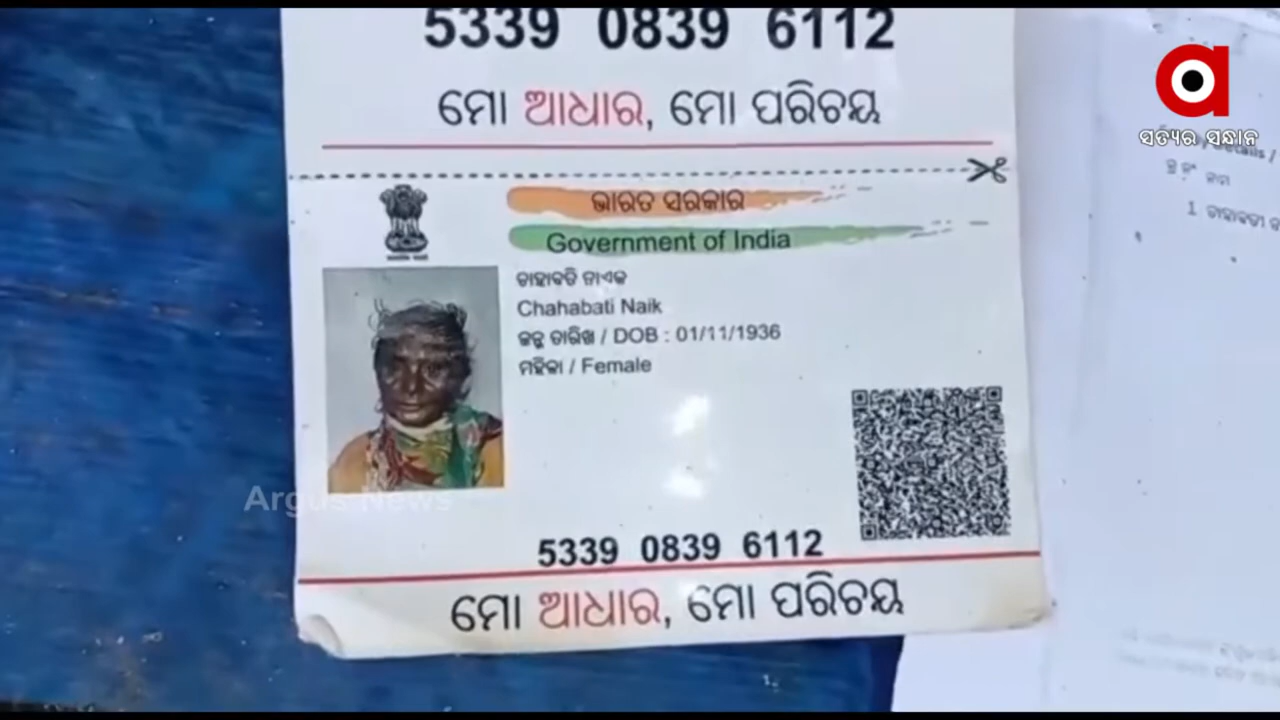 5339 0839 6112
ମୋ ଆଧାର, ମୋ ପରିଚୟ
ସତ୍ୟର ସନ୍ଧାନ
ଭାରତ ସରକାର
Government of India
ଚାହାବତି ନାଏକ
Chahabati Naik
ଜନ୍ମ ତାରିଖ / DOB : 01/11/1936
ମହିଳା / Female
Argus News
5339 0839 6112
ମୋ ଆଧାର, ମୋ ପରିଚୟ